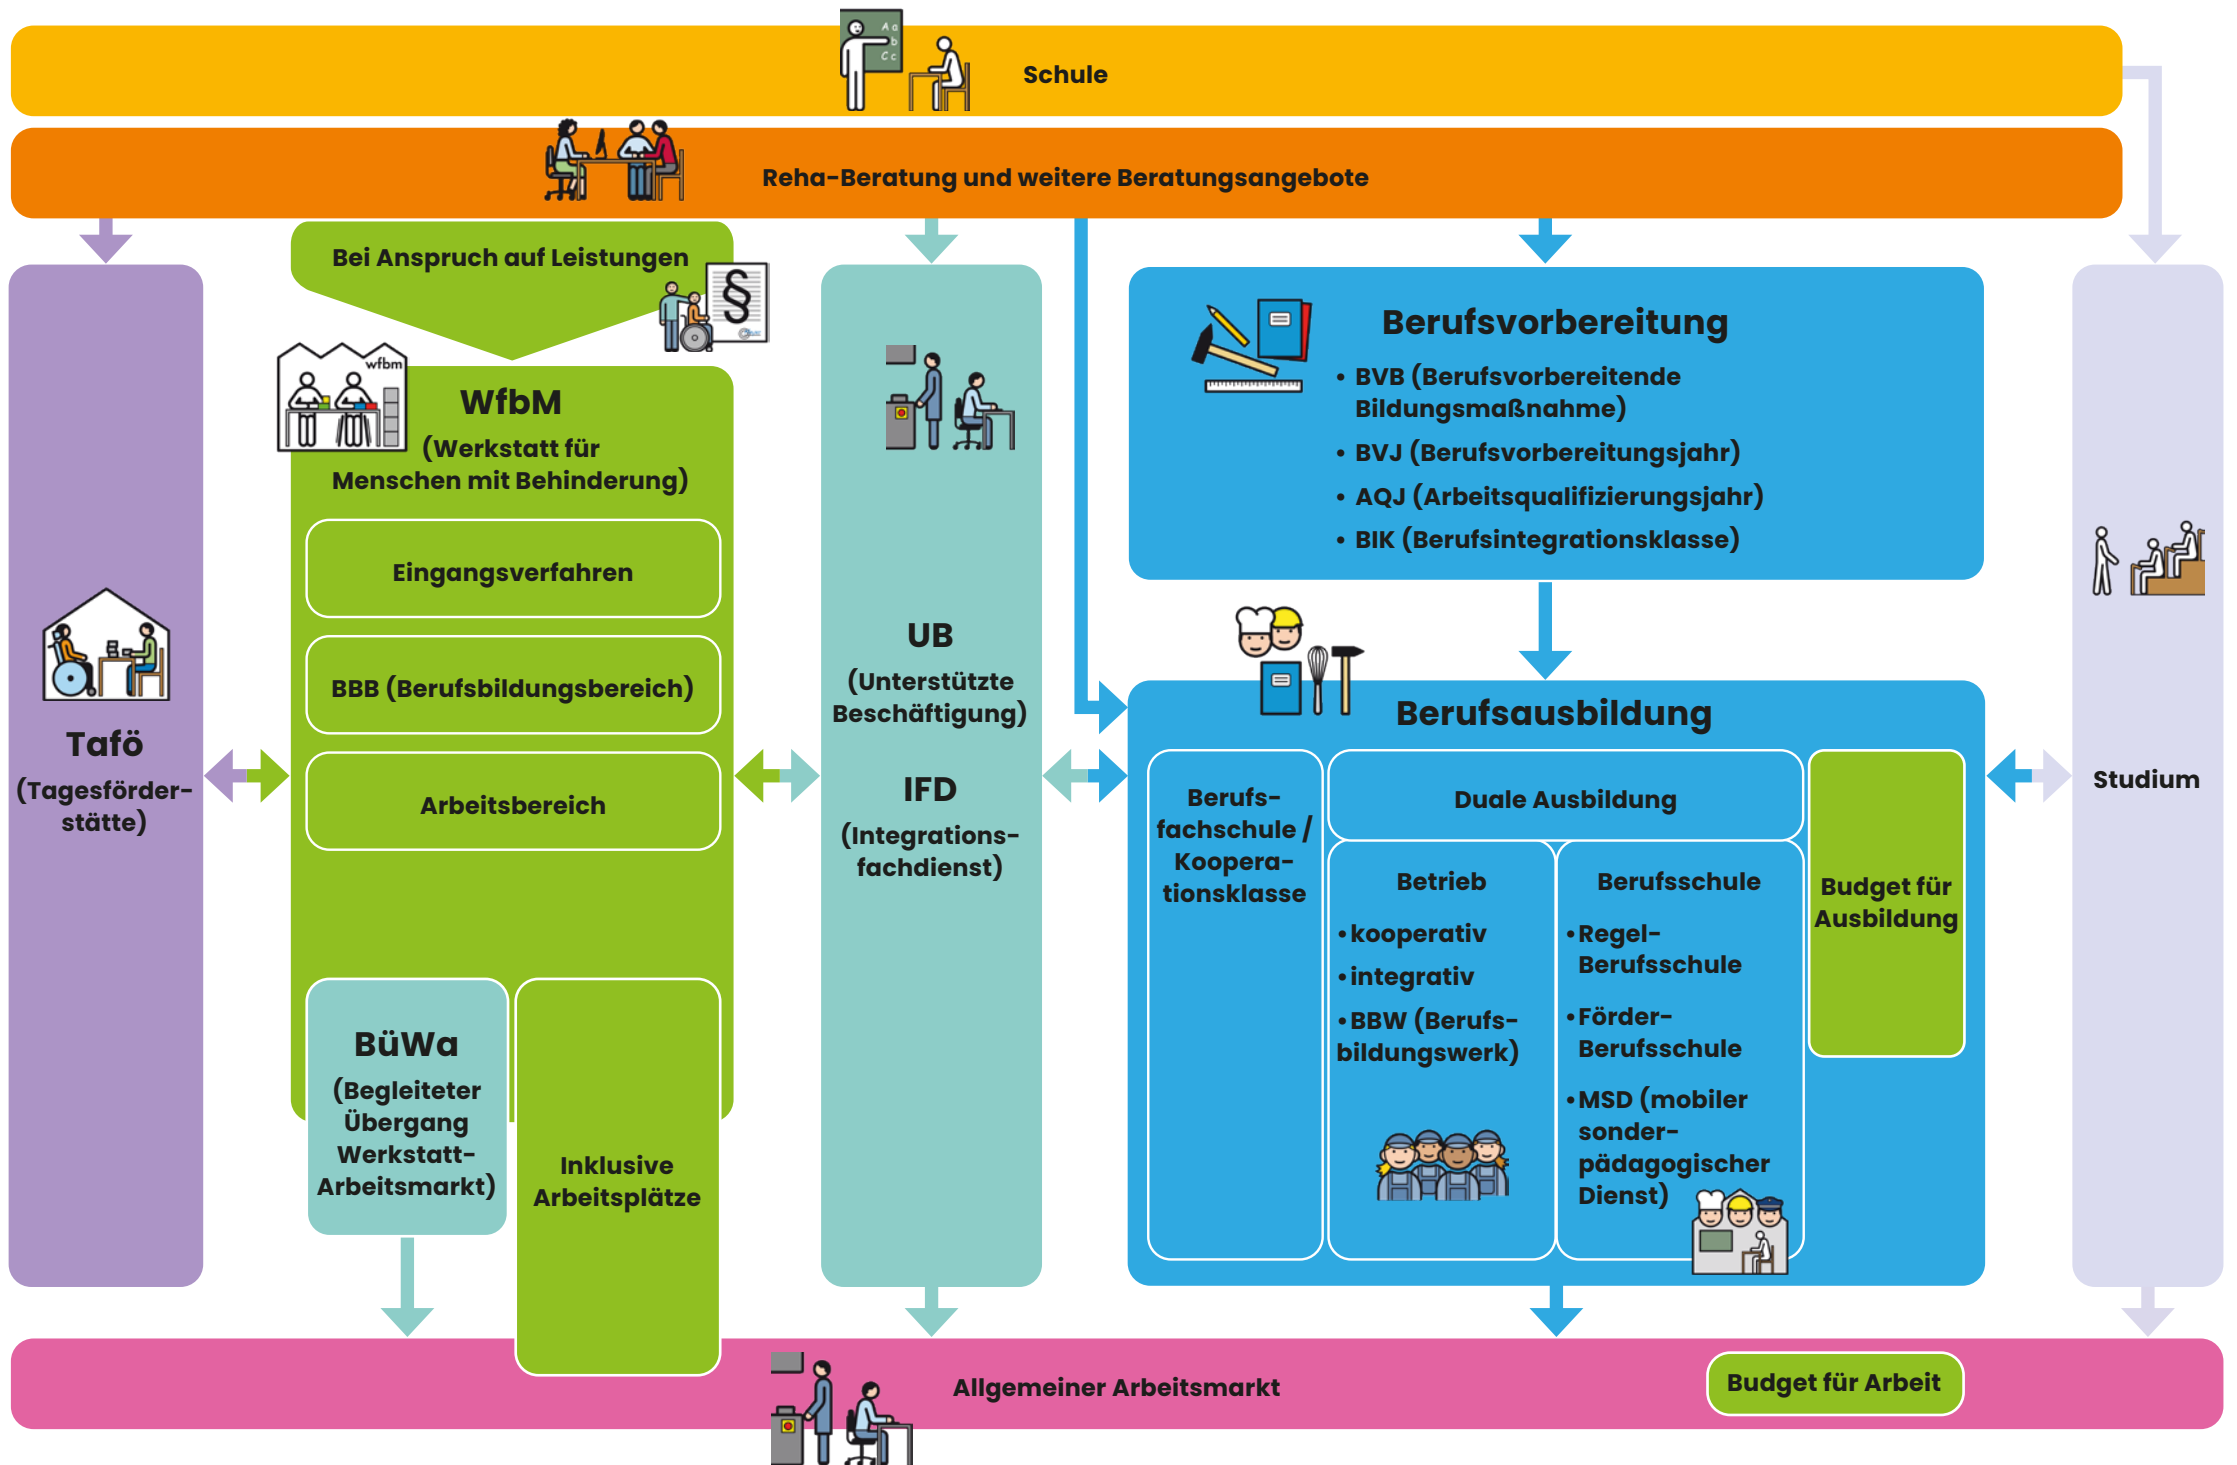 Aa
b
Cc
Schule
Reha-Beratung und weitere Beratungsangebote
Bei Anspruch auf Leistungen
§
wfbm
WfbM
(Werkstatt für
Menschen mit Behinderung)
Eingangsverfahren
BBB (Berufsbildungsbereich)
Arbeitsbereich
BüWa
(Begleiteter
Übergang
Werkstatt-
Arbeitsmarkt)
Inklusive
Arbeitsplätze
Tafö
(Tagesförder-
stätte)
UB
(Unterstützte
Beschäftigung)
IFD
(Integrations-
fachdienst)
Berufsvorbereitung
• BVB (Berufsvorbereitende
Bildungsmaßnahme)
• BVJ (Berufsvorbereitungsjahr)
• AQJ (Arbeitsqualifizierungsjahr)
• BIK (Berufsintegrationsklasse)
Berufsausbildung
Berufs-
fachschule /
Koopera-
tionsklasse
Duale Ausbildung
Betrieb
• kooperativ
• integrativ
• BBW (Berufs-
bildungswerk)
Berufsschule
• Regel-
Berufsschule
• Förder-
Berufsschule
• MSD (mobiler
sonder-
pädagogischer
Dienst)
Budget für
Ausbildung
Studium
Allgemeiner Arbeitsmarkt
Budget für Arbeit